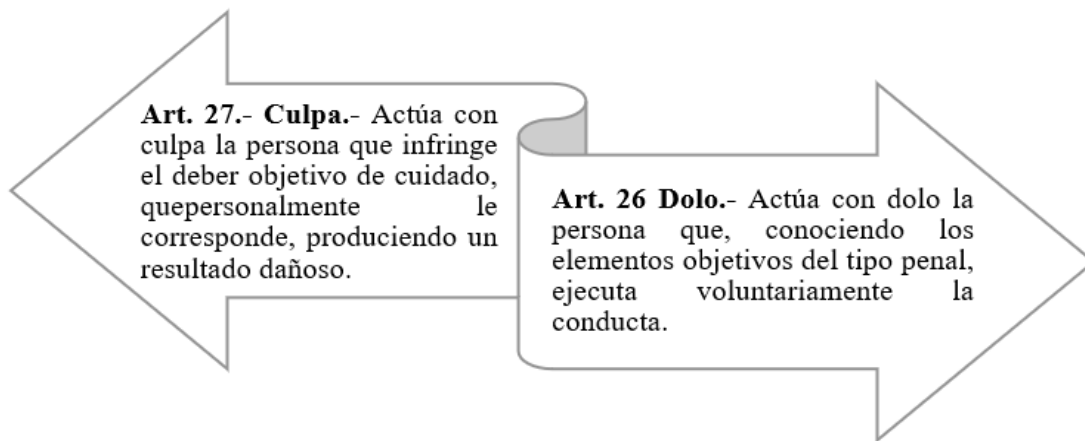 Art. 27.- Culpa.- Actúa con
culpa la persona que infringe
el deber objetivo de cuidado,
quepersonalmente le
corresponde, produciendo un
resultado dañoso.
Art. 26 Dolo.- Actúa con dolo la
persona que, conociendo los
elementos objetivos del tipo penal,
ejecuta voluntariamente la
conducta.